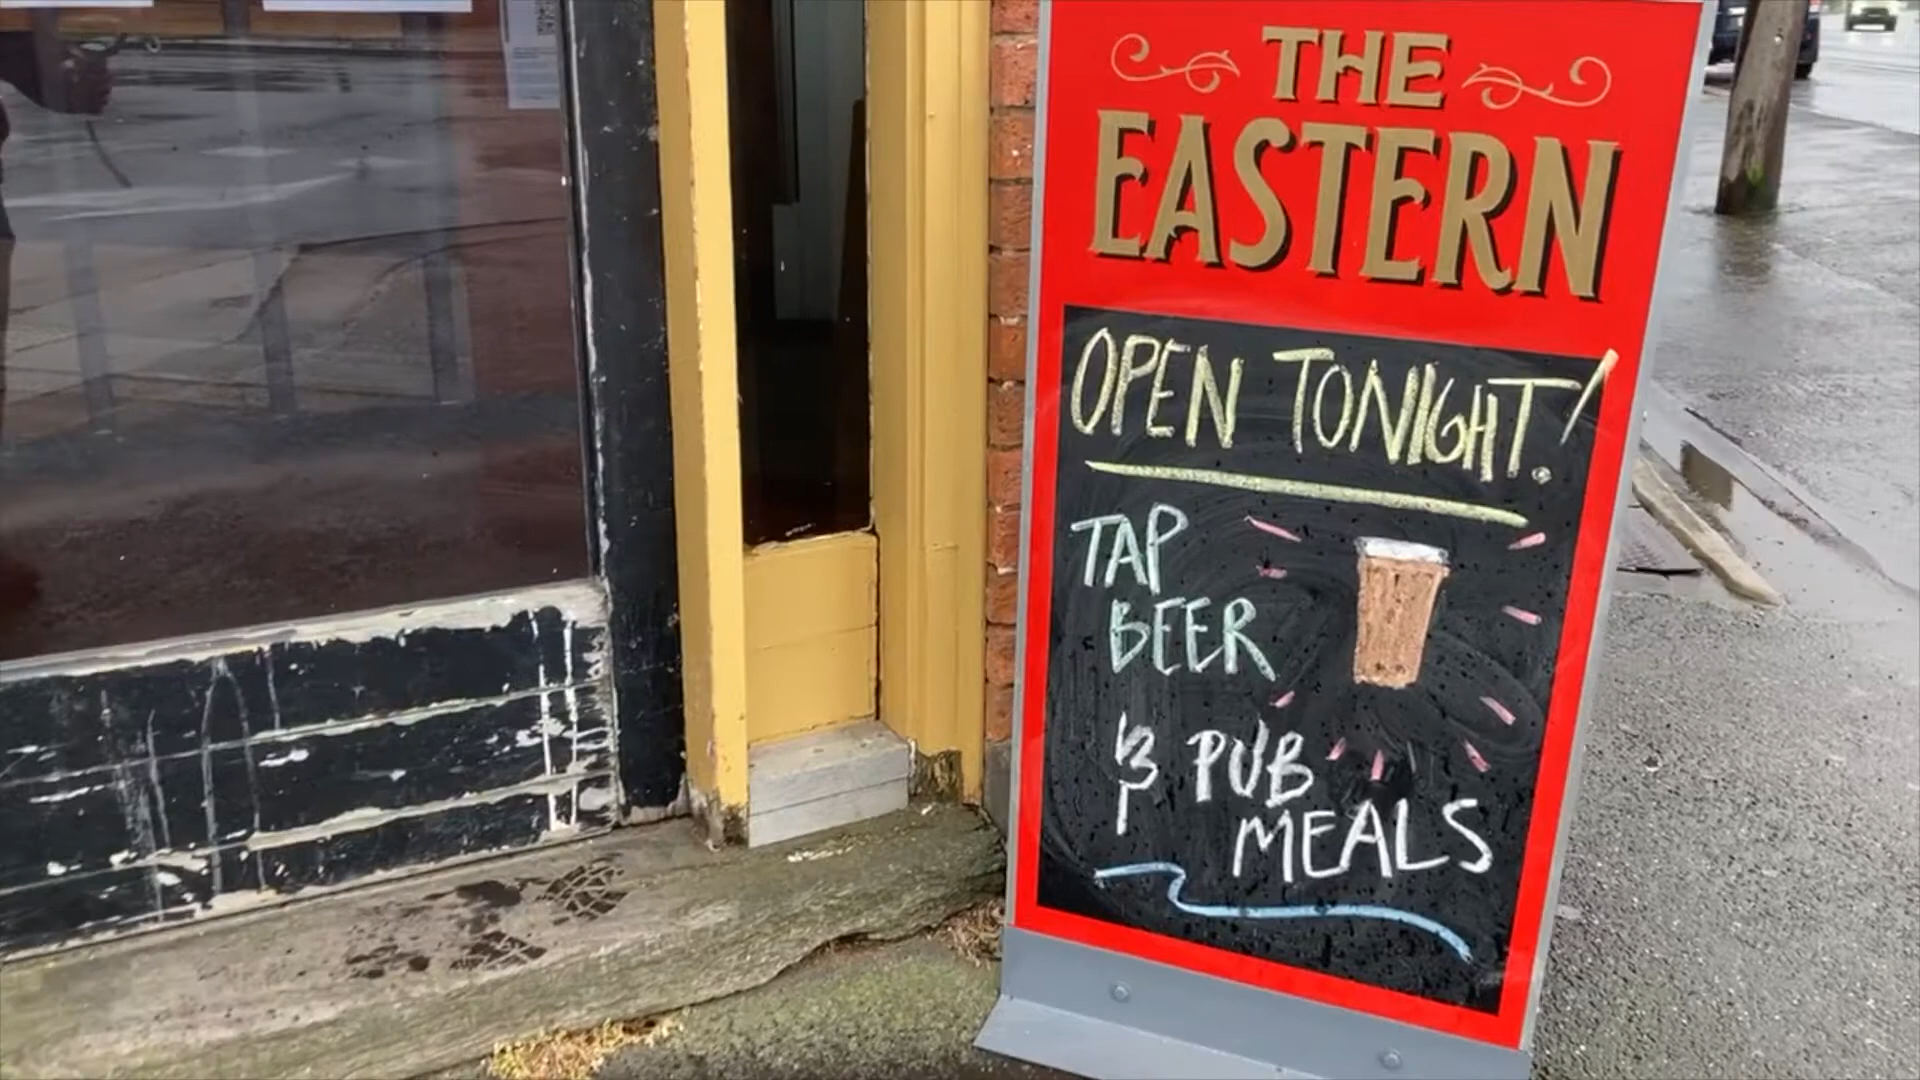 THE
EASTERN
OPEN TONIGHT!
TAP
BEER
& PUB
MEALS